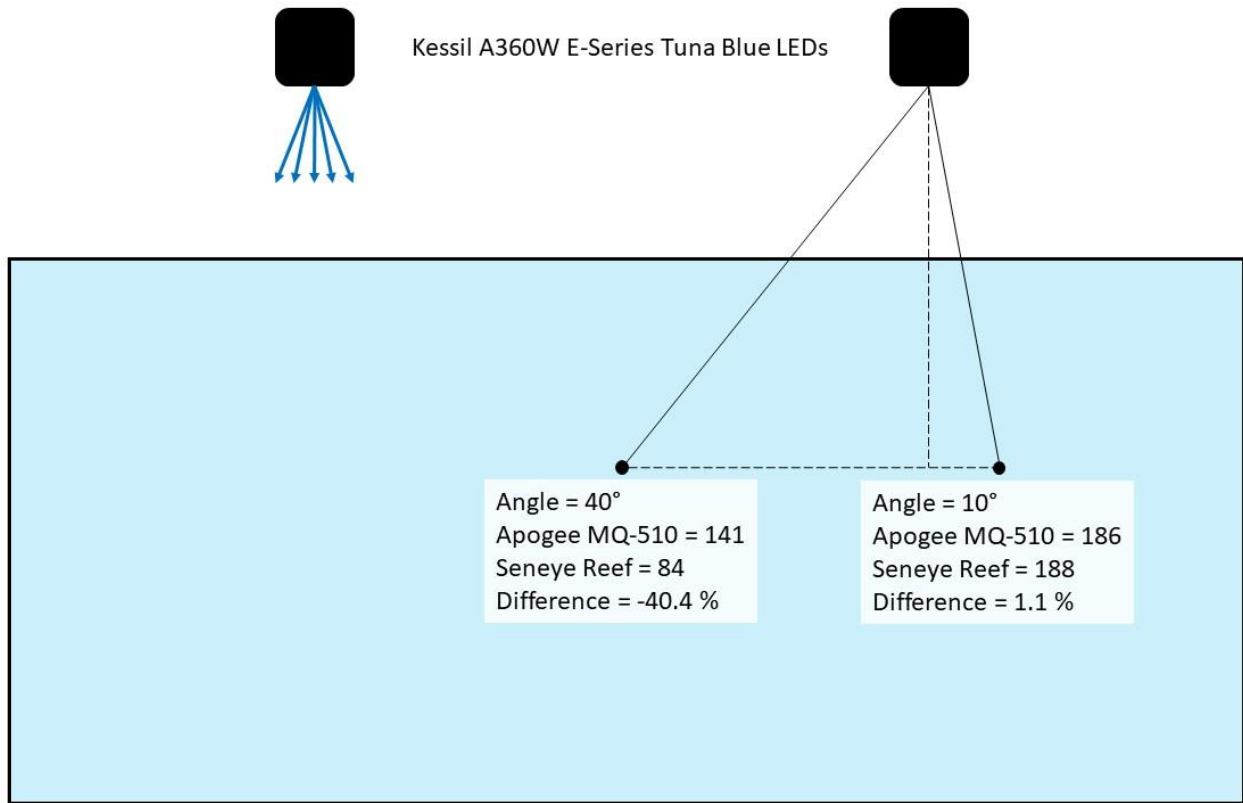 Kessil A360W E-Series Tuna Blue LEDs
Angle = 40°
Apogee MQ-510 = 141
Seneye Reef = 84
Difference = -40.4 %
Angle = 10°
Apogee MQ-510 = 186
Seneye Reef = 188
Difference = 1.1 %